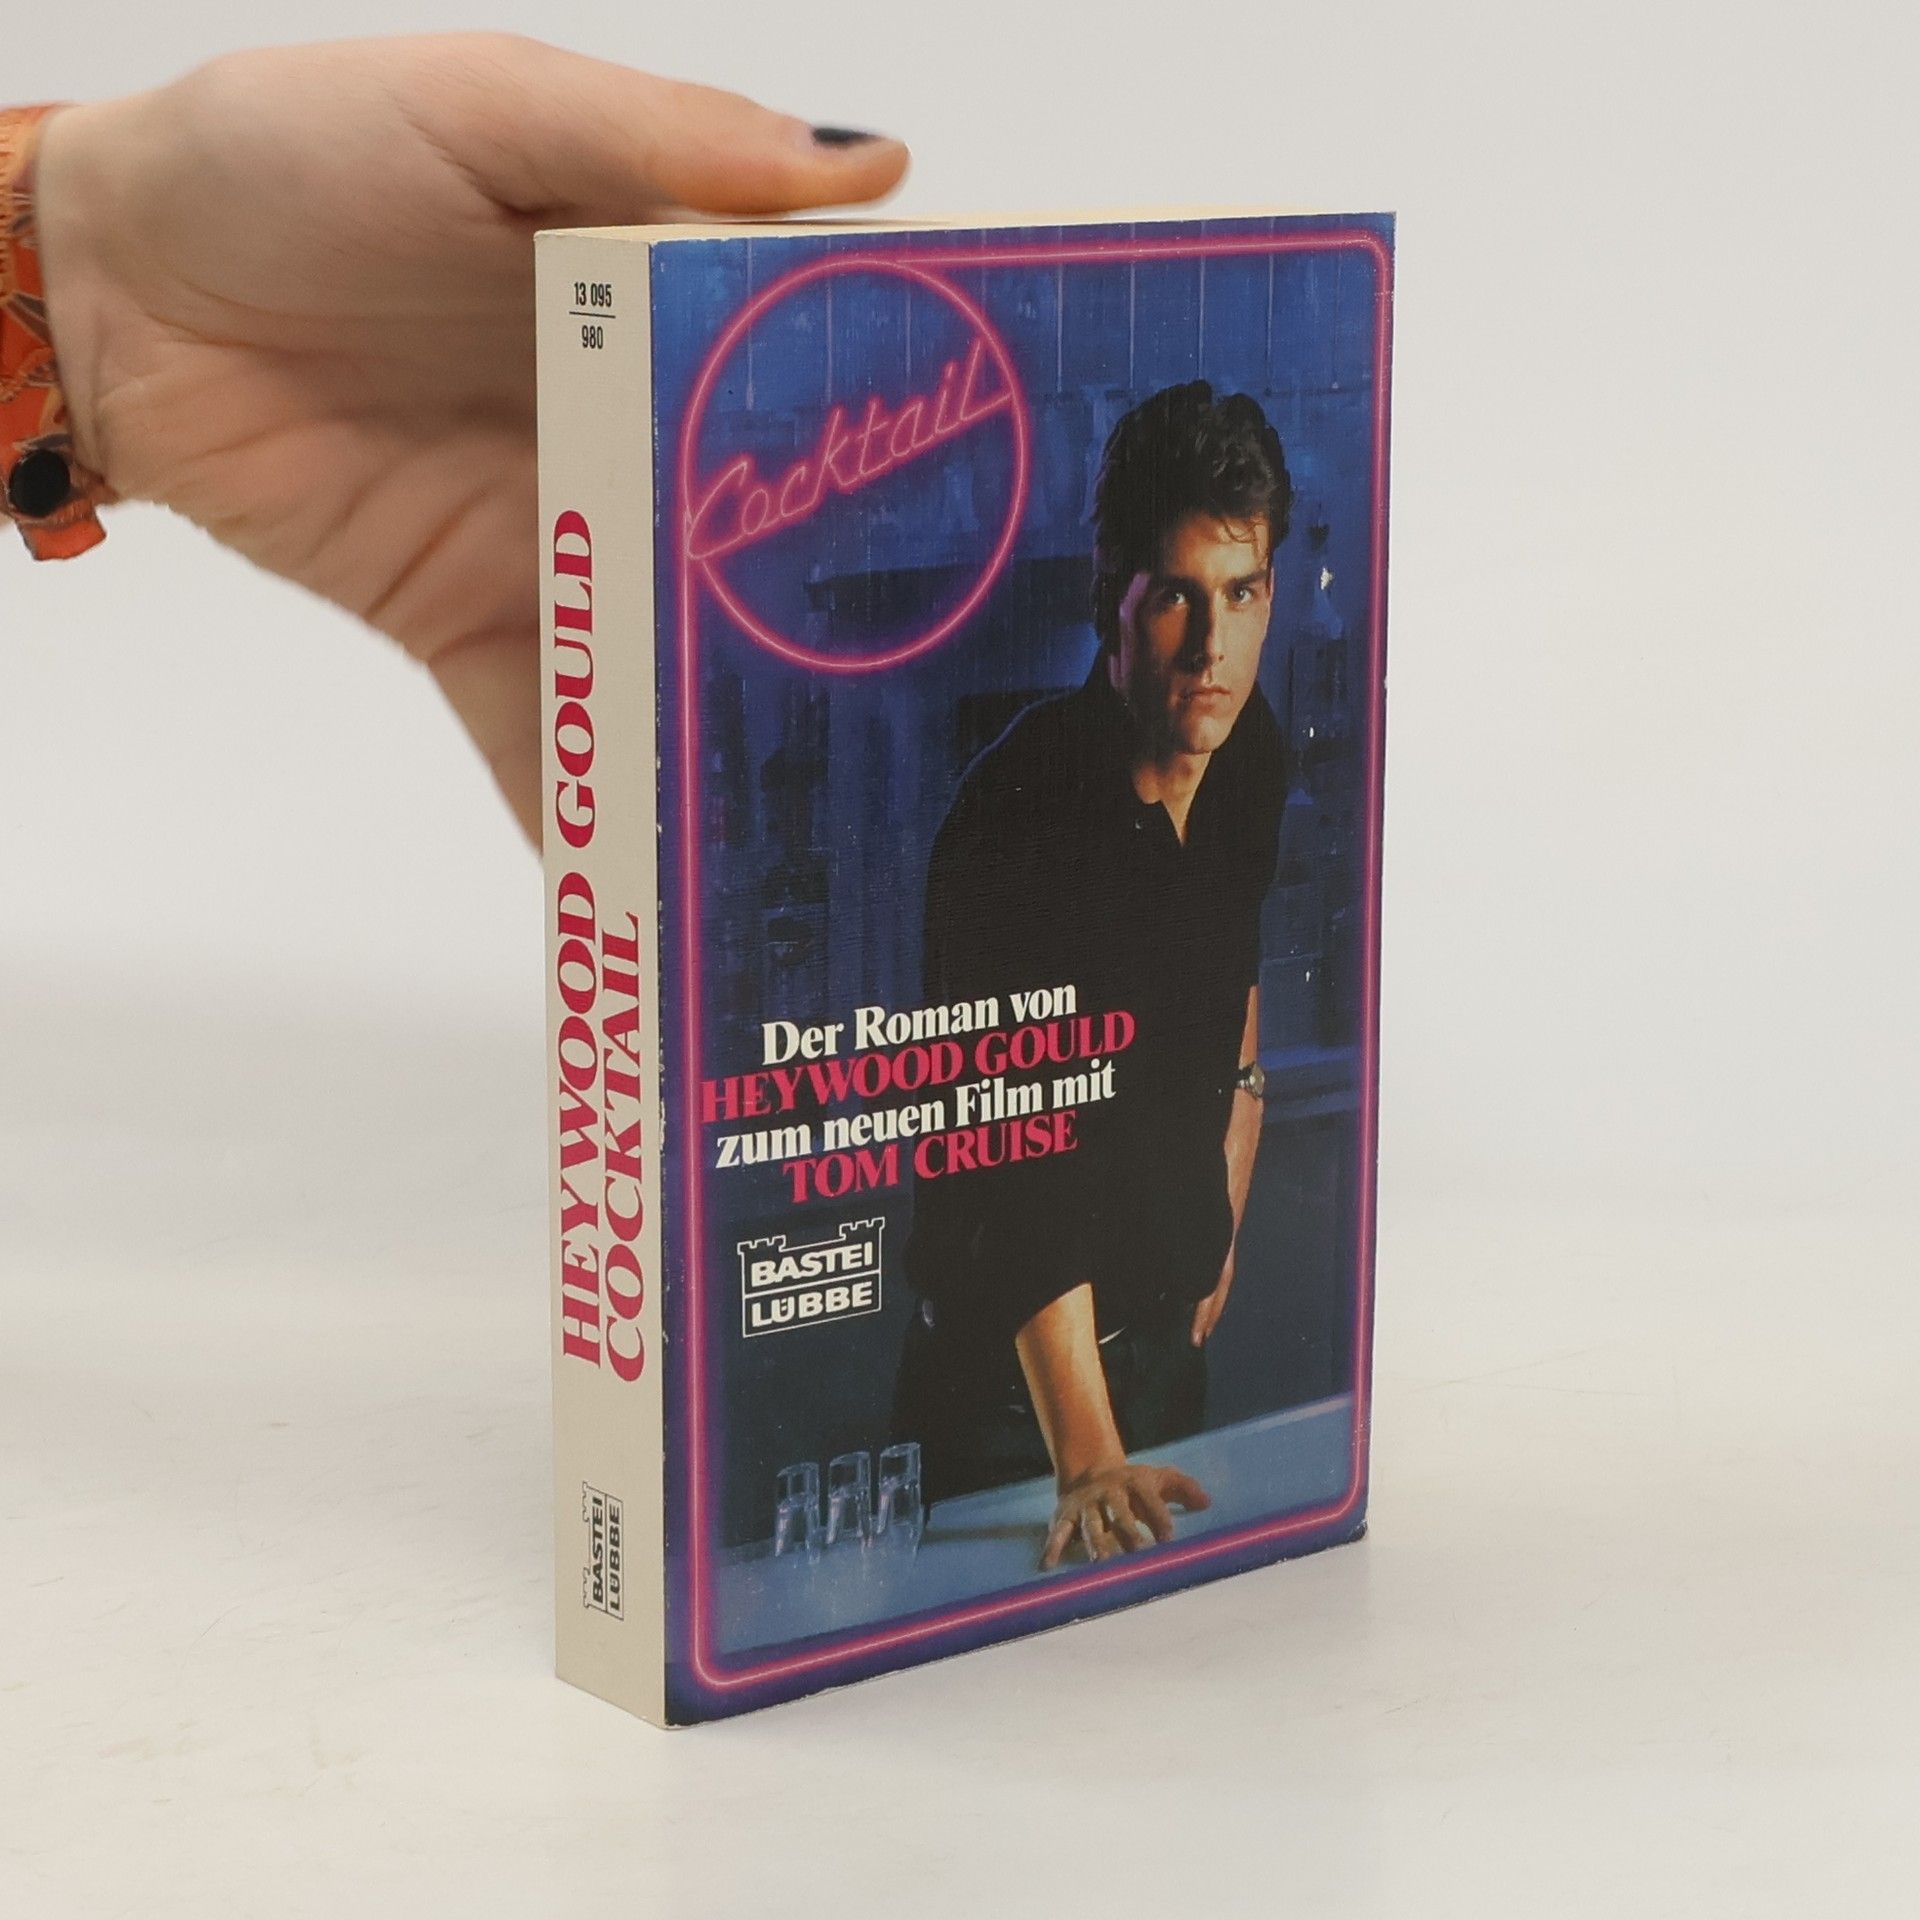 13 095
980
HEYWOOD GOULD
COCKTAIL
BASTEI
LÜBBE
Cocktail
Der Roman von
HEYWOOD GOULD
zum neuen Film mit
TOM CRUISE
BASTEI
LÜBBE